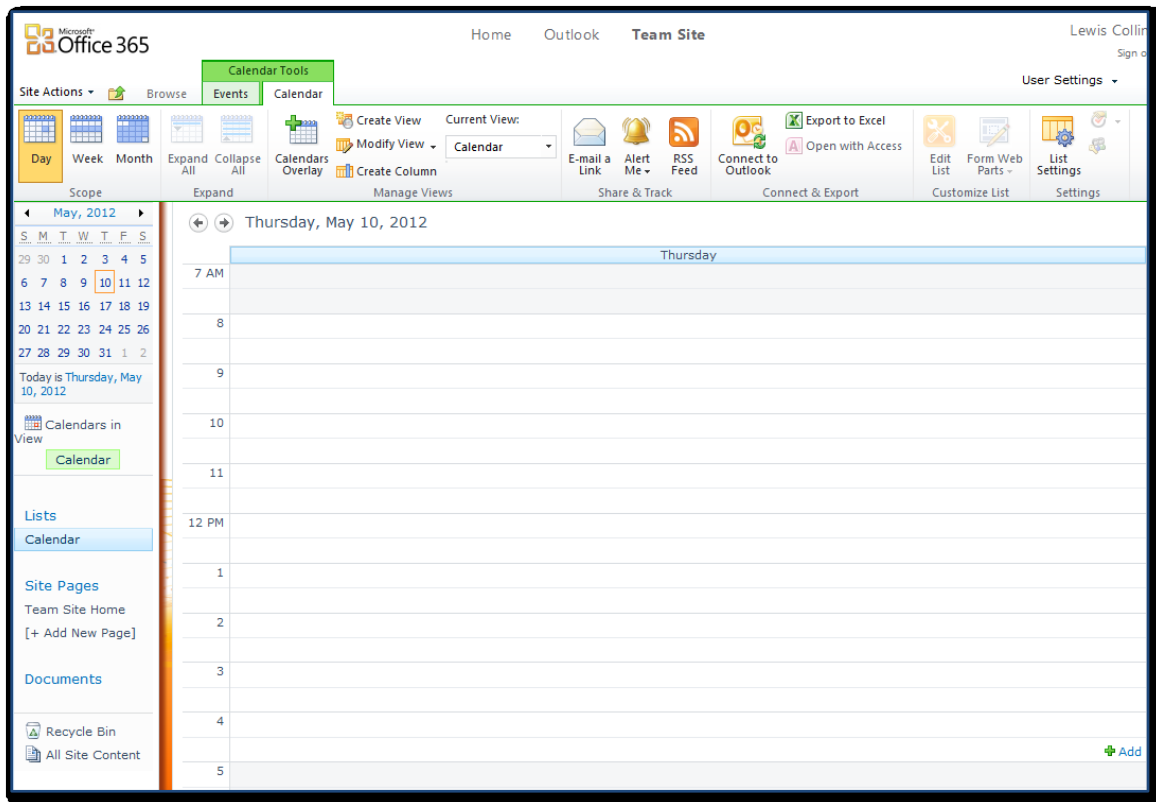 Microsoft®
Office 365
Home Outlook Team Site
Lewis Collin
Sign o
Calendar Tools
User Settings
Site Actions Browse Events Calendar
Day Week Month
Scope
Expand All Collapse All
Expand
Calendars Overlay
Create View
Modify View
Create Column
Current View:
Calendar
Manage Views
E-mail a Link Alert Me RSS Feed
Share & Track
Connect to Outlook
Export to Excel
Open with Access
Connect & Export
Edit List Form Web Parts
Customize List
List Settings
Settings
May, 2012
S M T W T F S
29 30 1 2 3 4 5
6 7 8 9 10 11 12
13 14 15 16 17 18 19
20 21 22 23 24 25 26
27 28 29 30 31 1 2
Today is Thursday, May
10, 2012
Calendars in
View
Calendar
Lists
Calendar
Site Pages
Team Site Home
[+ Add New Page]
Documents
Recycle Bin
All Site Content
Thursday, May 10, 2012
Thursday
7 AM
8
9
10
11
12 PM
1
2
3
4
Add
5